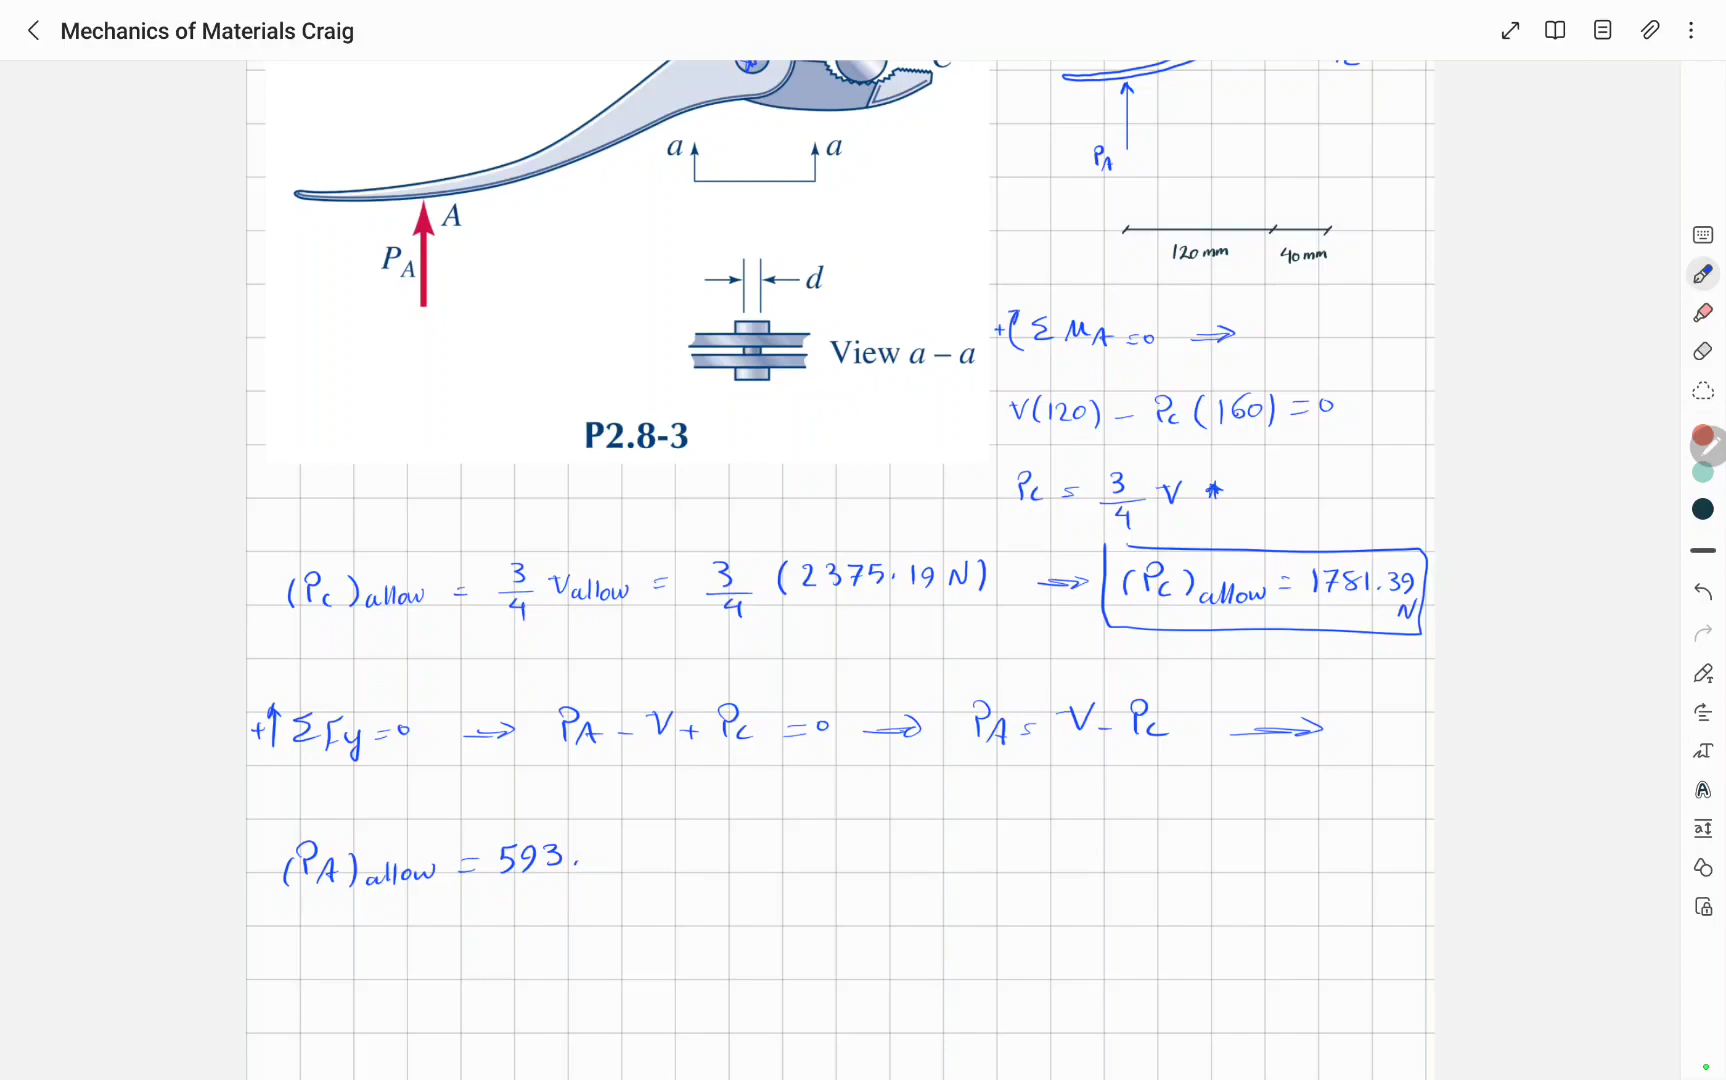 Mechanics of Materials Craig
C
a a
A
P_A
d
View a – a
P2.8-3
P_A
120 mm 40 mm
+ Σ M_A = 0 ⇒
V(120) – P_C (160) = 0
P_C = 3/4 V *
(P_C)allow = 3/4 Vallow = 3/4 (2375.19 N) ⇒ (P_C)allow = 1781.39 N
+↑ Σ Fy = 0 ⇒ P_A – V + P_C = 0 ⇒ P_A = V – P_C ⇒
(P_A)allow = 593.